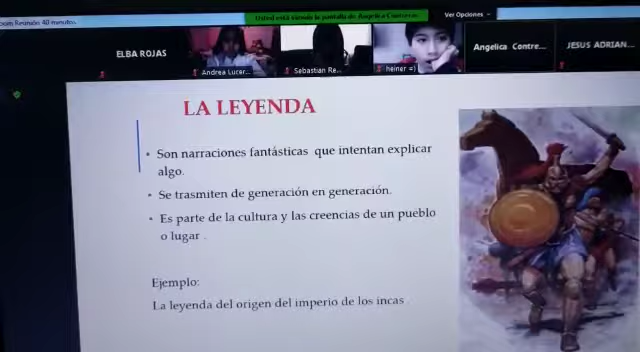 Usted está viendo la pantalla de Angelica Contreras
Ver Opciones
ELBA ROJAS
Andrea Lucer...
Sebastian Re...
heiner =)
Angelica Contre...
JESUS ADRIAN...
LA LEYENDA
• Son narraciones fantásticas que intentan explicar
algo.
• Se trasmiten de generación en generación.
• Es parte de la cultura y las creencias de un pueblo
o lugar .
Ejemplo:
La leyenda del origen del imperio de los incas